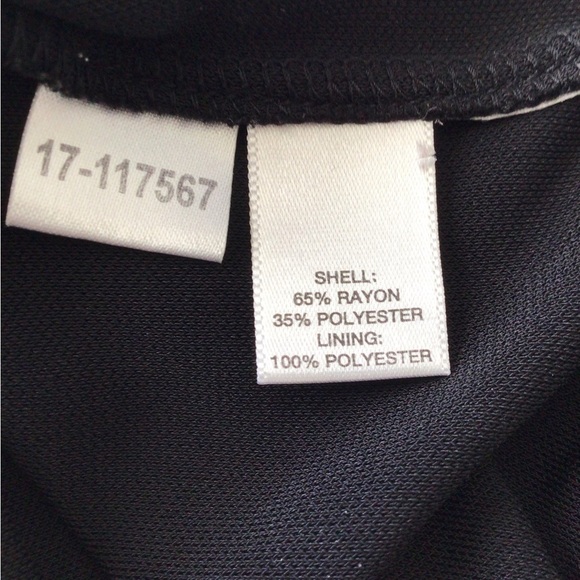 17-117567
SHELL:
65% RAYON
35% POLYESTER
LINING:
100% POLYESTER